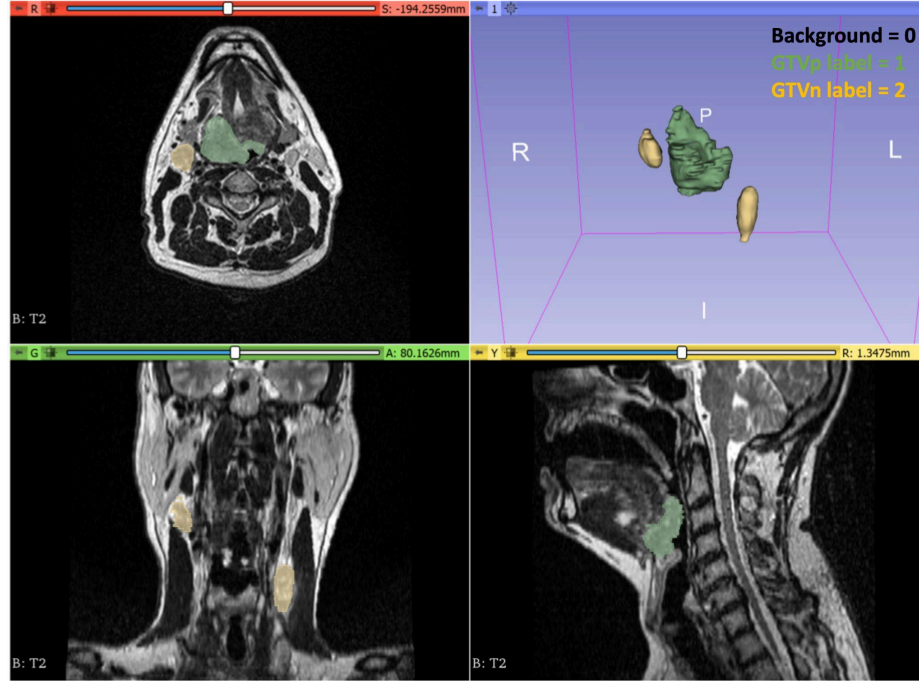 R S: -194.2559mm
B: T2
1
Background = 0
GTVp label = 1
GTVn label = 2
P
R
L
I
G A: 80.1626mm
B: T2
Y R: 1.3475mm
B: T2